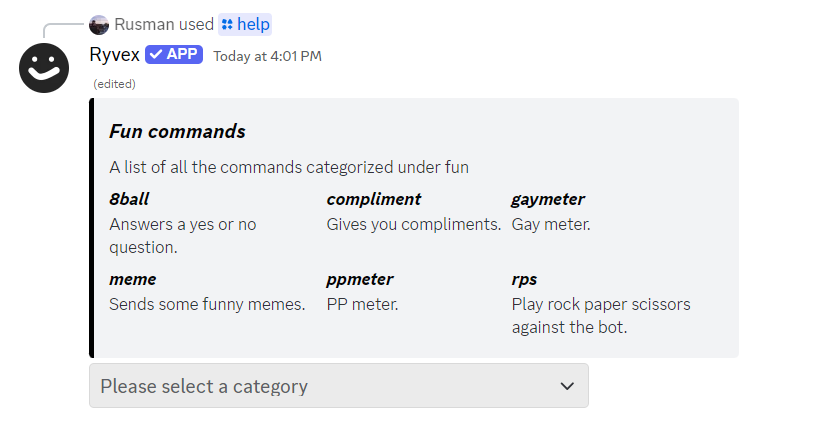 Rusman used help
Ryvex APP Today at 4:01 PM
(edited)
Fun commands
A list of all the commands categorized under fun
8ball compliment gaymeter
Answers a yes or no Gives you compliments. Gay meter.
question.
meme ppmeter rps
Sends some funny memes. PP meter. Play rock paper scissors
against the bot.
Please select a category